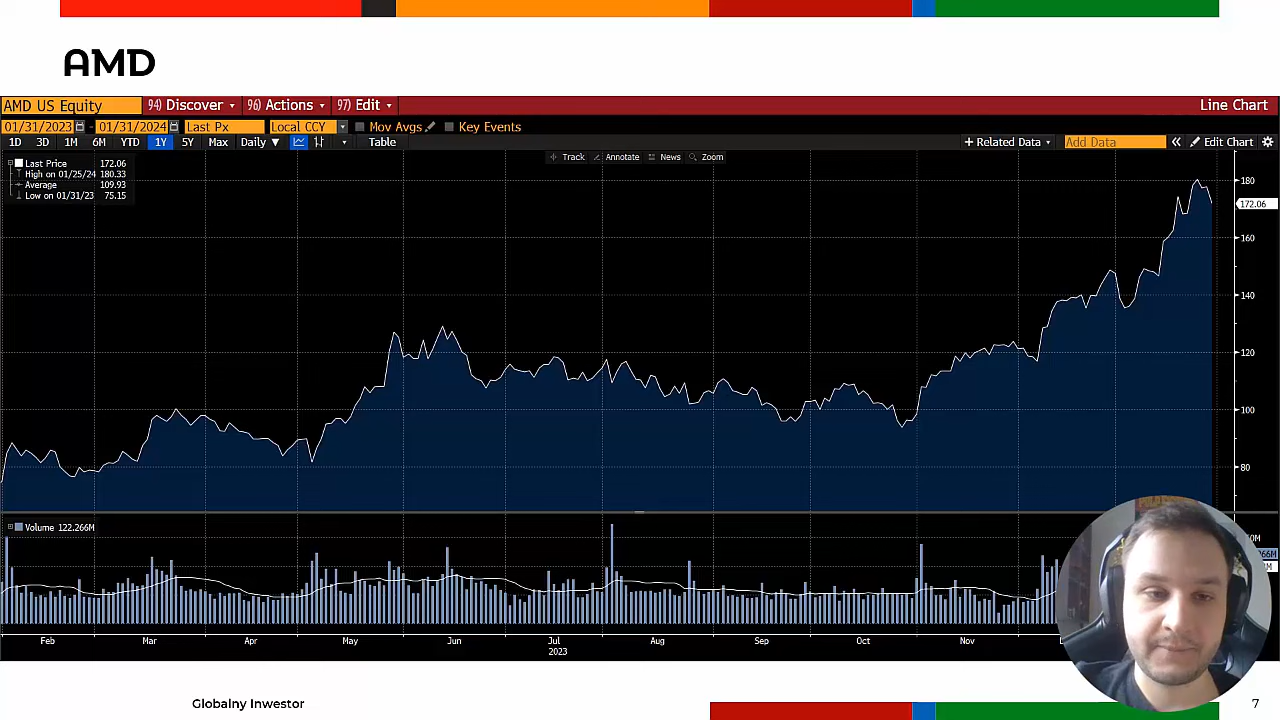 AMD
AMD US Equity 94) Discover 96) Actions 97) Edit Line Chart
01/31/2023 - 01/31/2024 Last Px Local CCY Mov Avgs Key Events
1D 3D 1M 6M YTD 1Y 5Y Max Daily ▼ Table + Related Data Add Data « Edit Chart
Track Annotate News Zoom
Last Price 172.06
High on 01/25/24 180.33
Average 109.93
Low on 01/31/23 75.15
180
172.06
160
140
120
100
80
Volume 122.266M
Feb Mar Apr May Jun Jul Aug Sep Oct Nov
2023
Globalny Inwestor 7